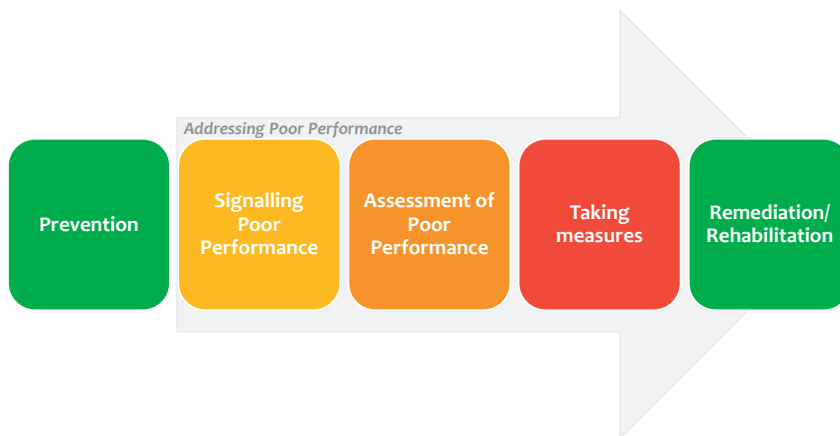 Addressing Poor Performance
Prevention
Signalling
Poor
Performance
Assessment of
Poor
Performance
Taking
measures
Remediation/
Rehabilitation